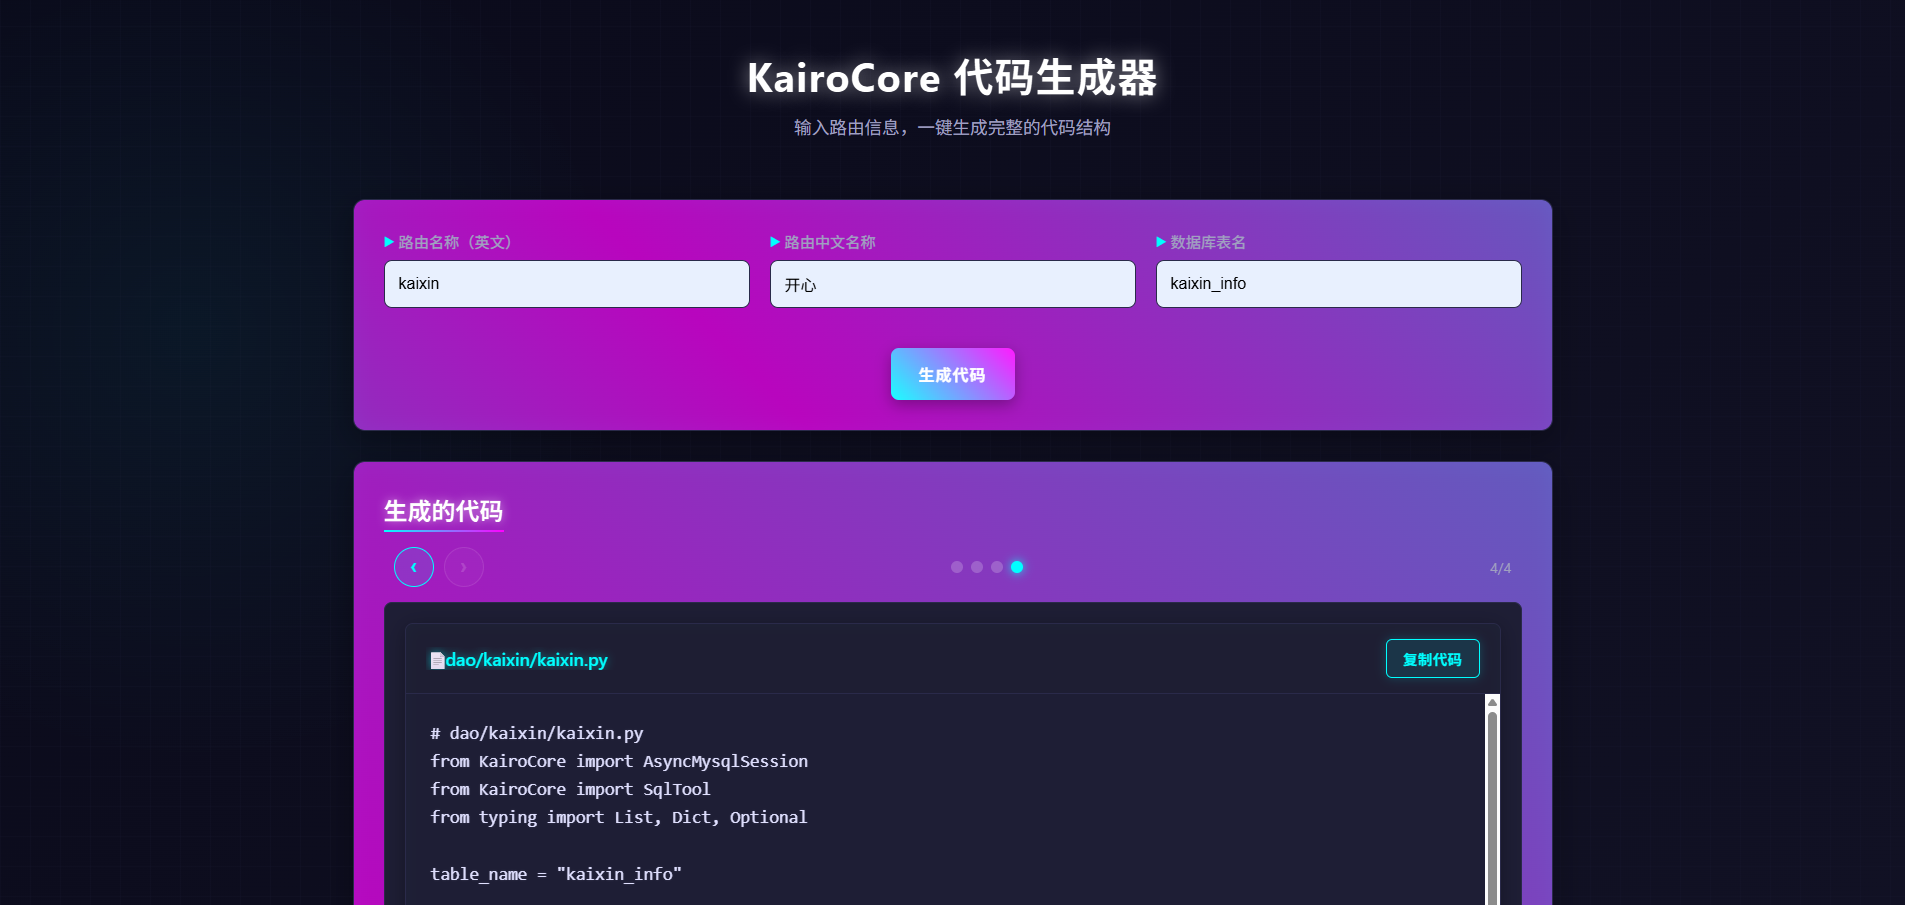 KairoCore 代码生成器
输入路由信息，一键生成完整的代码结构
路由名称（英文）
路由中文名称
数据库表名
kaixin
开心
kaixin_info
生成代码
生成的代码
‹
›
4/4
dao/kaixin/kaixin.py
复制代码
# dao/kaixin/kaixin.py
from KairoCore import AsyncMysqlSession
from KairoCore import SqlTool
from typing import List, Dict, Optional
table_name = "kaixin_info"